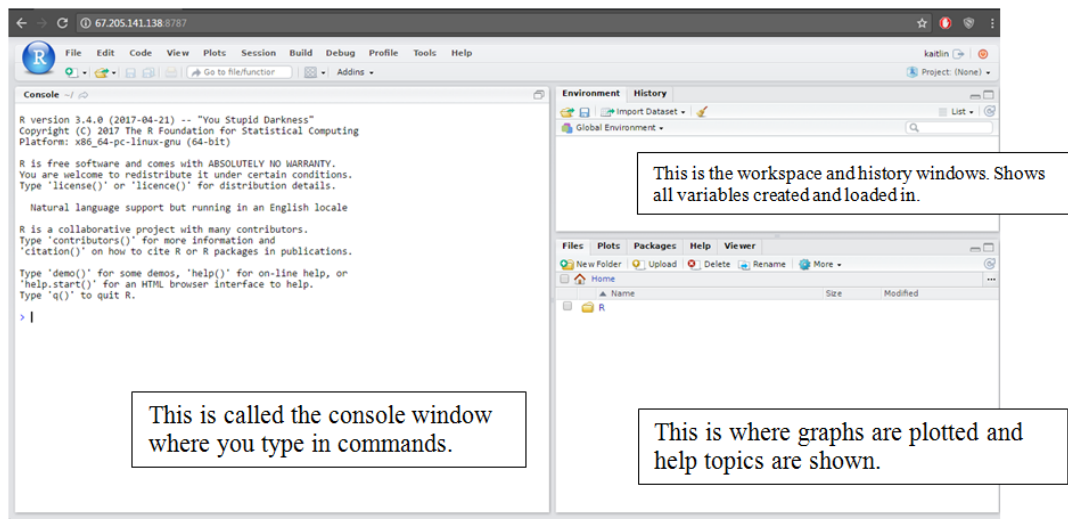 67.205.141.138:8787
R
File Edit Code View Plots Session Build Debug Profile Tools Help
kaitlin
Go to file/function
Addins
Project: (None)
Console ~/
R version 3.4.0 (2017-04-21) -- "You Stupid Darkness"
Copyright (C) 2017 The R Foundation for Statistical Computing
Platform: x86_64-pc-linux-gnu (64-bit)
R is free software and comes with ABSOLUTELY NO WARRANTY.
You are welcome to redistribute it under certain conditions.
Type 'license()' or 'licence()' for distribution details.
Natural language support but running in an English locale
R is a collaborative project with many contributors.
Type 'contributors()' for more information and
'citation()' on how to cite R or R packages in publications.
Type 'demo()' for some demos, 'help()' for on-line help, or
'help.start()' for an HTML browser interface to help.
Type 'q()' to quit R.
>
This is called the console window
where you type in commands.
Environment History
Import Dataset
List
Global Environment
This is the workspace and history windows. Shows
all variables created and loaded in.
Files Plots Packages Help Viewer
New Folder Upload Delete Rename More
Home
Name Size Modified
R
This is where graphs are plotted and
help topics are shown.